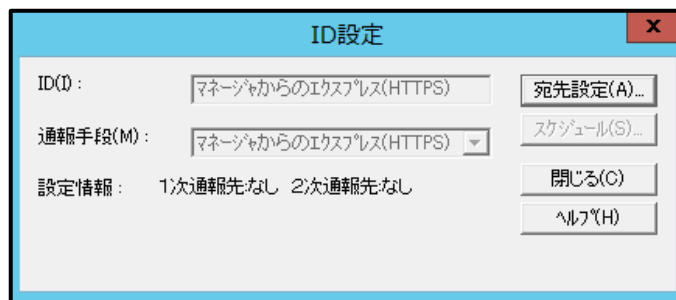 ID設定
x
ID(I) :
ﾏﾈｰｼﾞｬからのｴｸｽﾌﾟﾚｽ(HTTPS)
宛先設定(A)...
通報手段(M) :
ﾏﾈｰｼﾞｬからのｴｸｽﾌﾟﾚｽ(HTTPS)
ｽｹｼﾞｭｰﾙ(S)...
設定情報 :
1次通報先:なし 2次通報先:なし
閉じる(C)
ﾍﾙﾌﾟ(H)